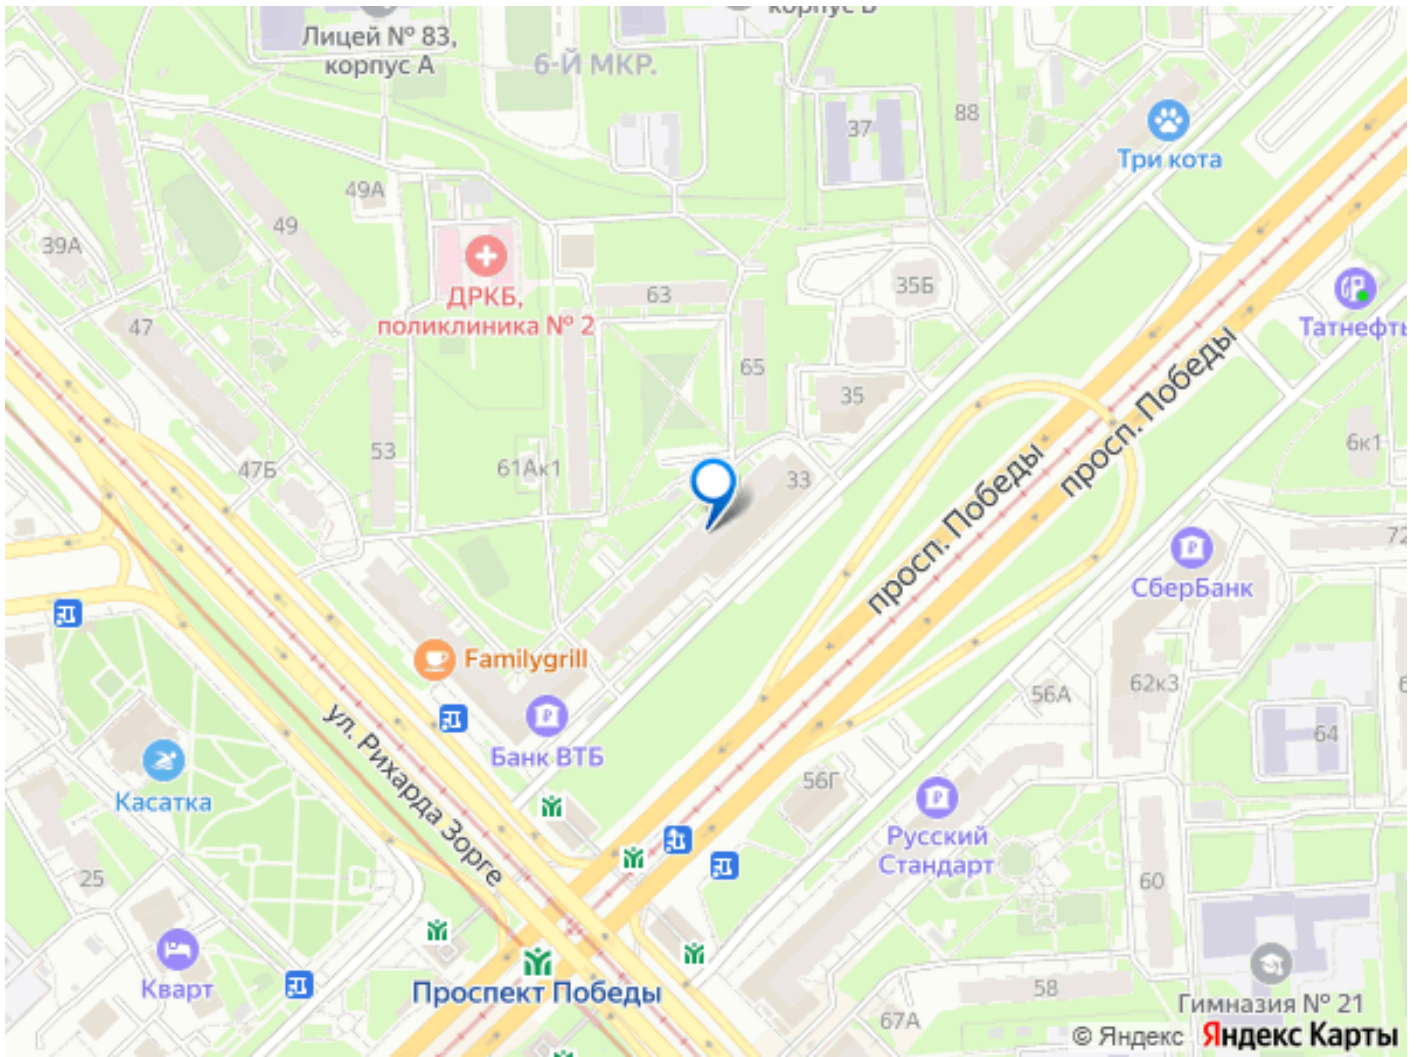 корпус D
Лицей № 83,
корпус А
6-Й МКР.
88
37
Три кота
49А
49
39А
35Б
ДРКБ,
поликлиника № 2
63
Татнефть
47
65
35
просп. Победы
просп. Победы
53
6к1
47Б
61Ак1
33
72
СберБанк
Familygrill
62к3
56А
6
ул. Рихарда Зорге
Банк ВТБ
64
56Г
Касатка
Русский
Стандарт
25
60
Кварт
Проспект Победы
58
67А
Гимназия № 21
© Яндекс Яндекс Карты